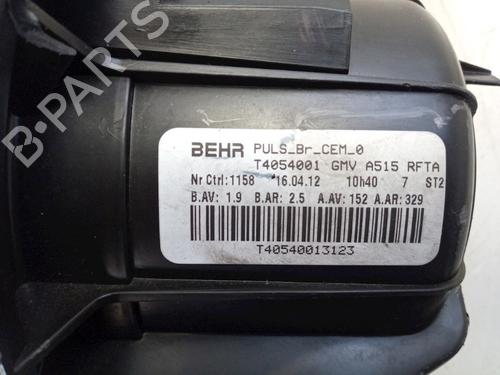 B-PARTS
BEHR PULS_Br_CEM_0
T4054001 GMV A515 RFTA
Nr Ctrl:1158 16.04.12 10h40 7 ST2
B.AV: 1.9 B.AR: 2.5 A.AV: 152 A.AR: 329
T40540013123